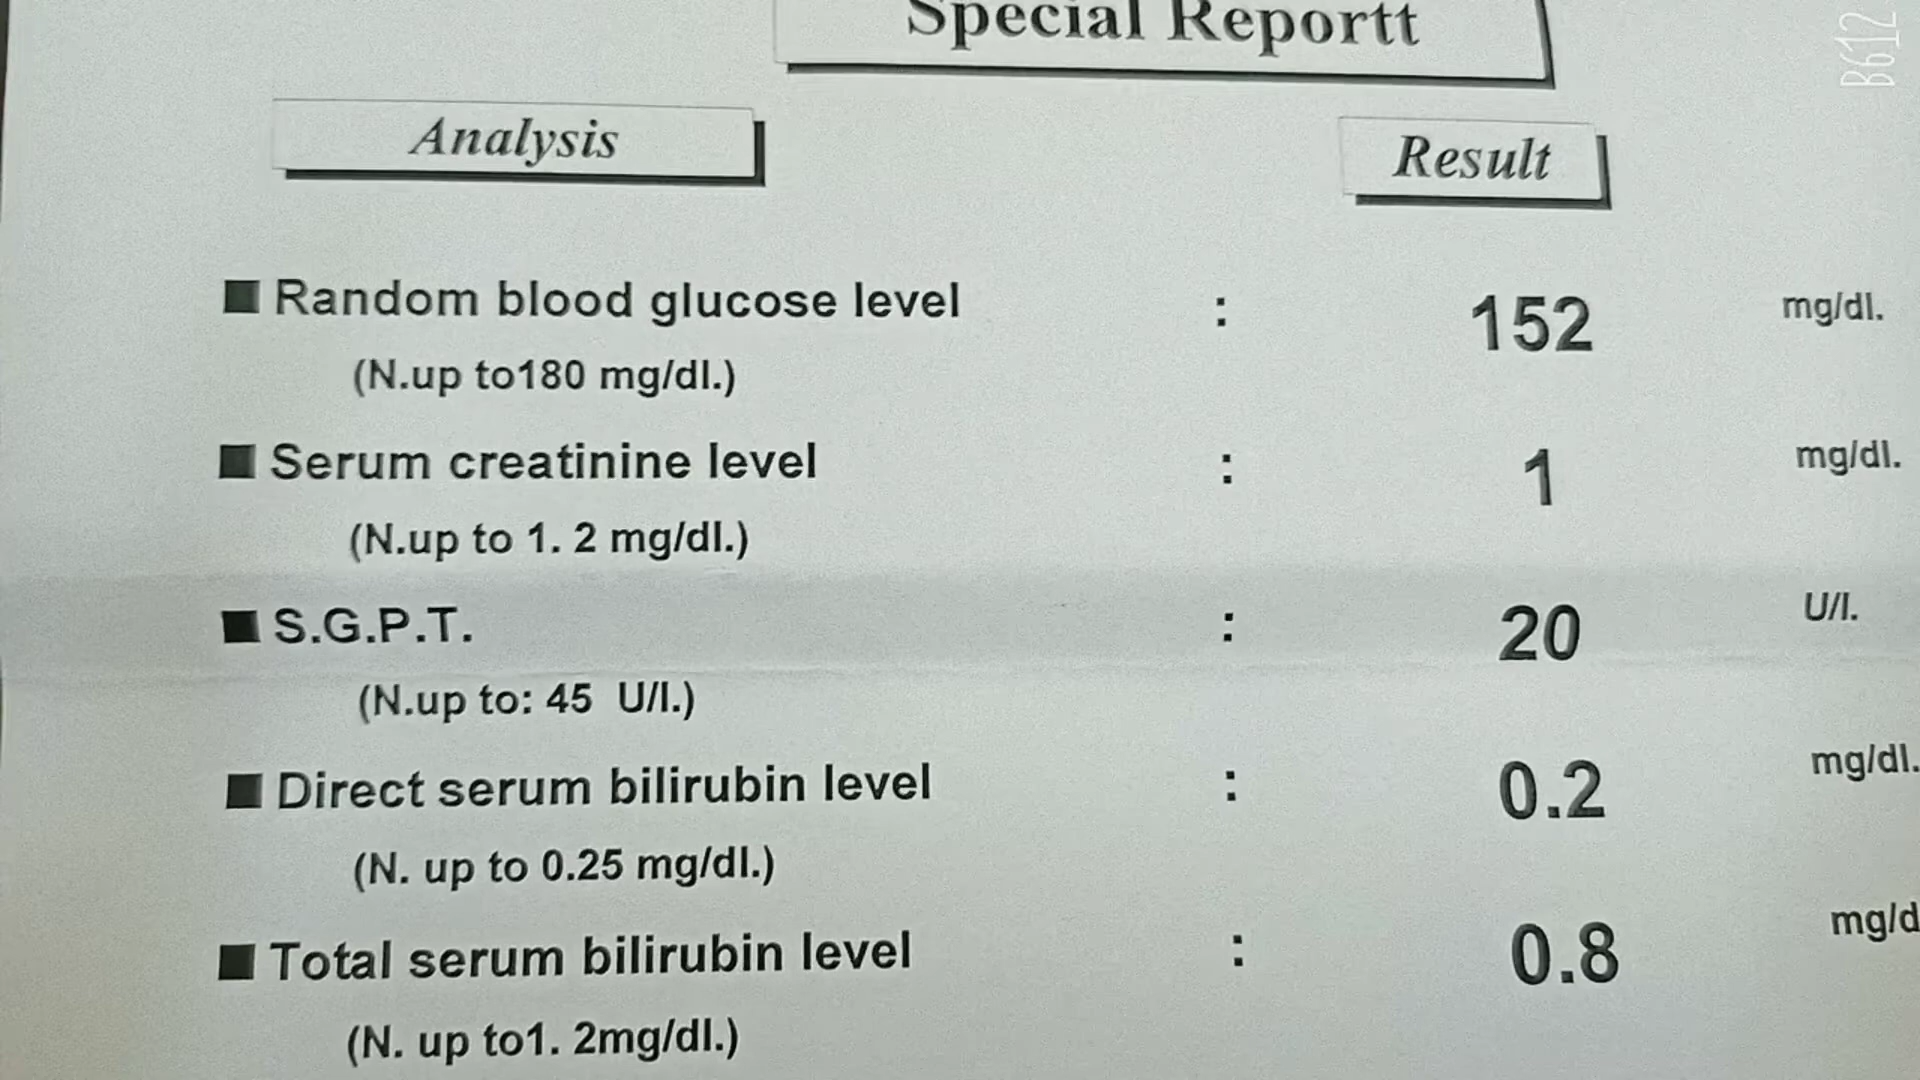 Special Reportt
B612
Analysis Result
Random blood glucose level : 152 mg/dl.
(N.up to180 mg/dl.)
Serum creatinine level : 1 mg/dl.
(N.up to 1. 2 mg/dl.)
S.G.P.T. : 20 U/l.
(N.up to: 45 U/l.)
Direct serum bilirubin level : 0.2 mg/dl.
(N. up to 0.25 mg/dl.)
Total serum bilirubin level : 0.8 mg/d
(N. up to1. 2mg/dl.)